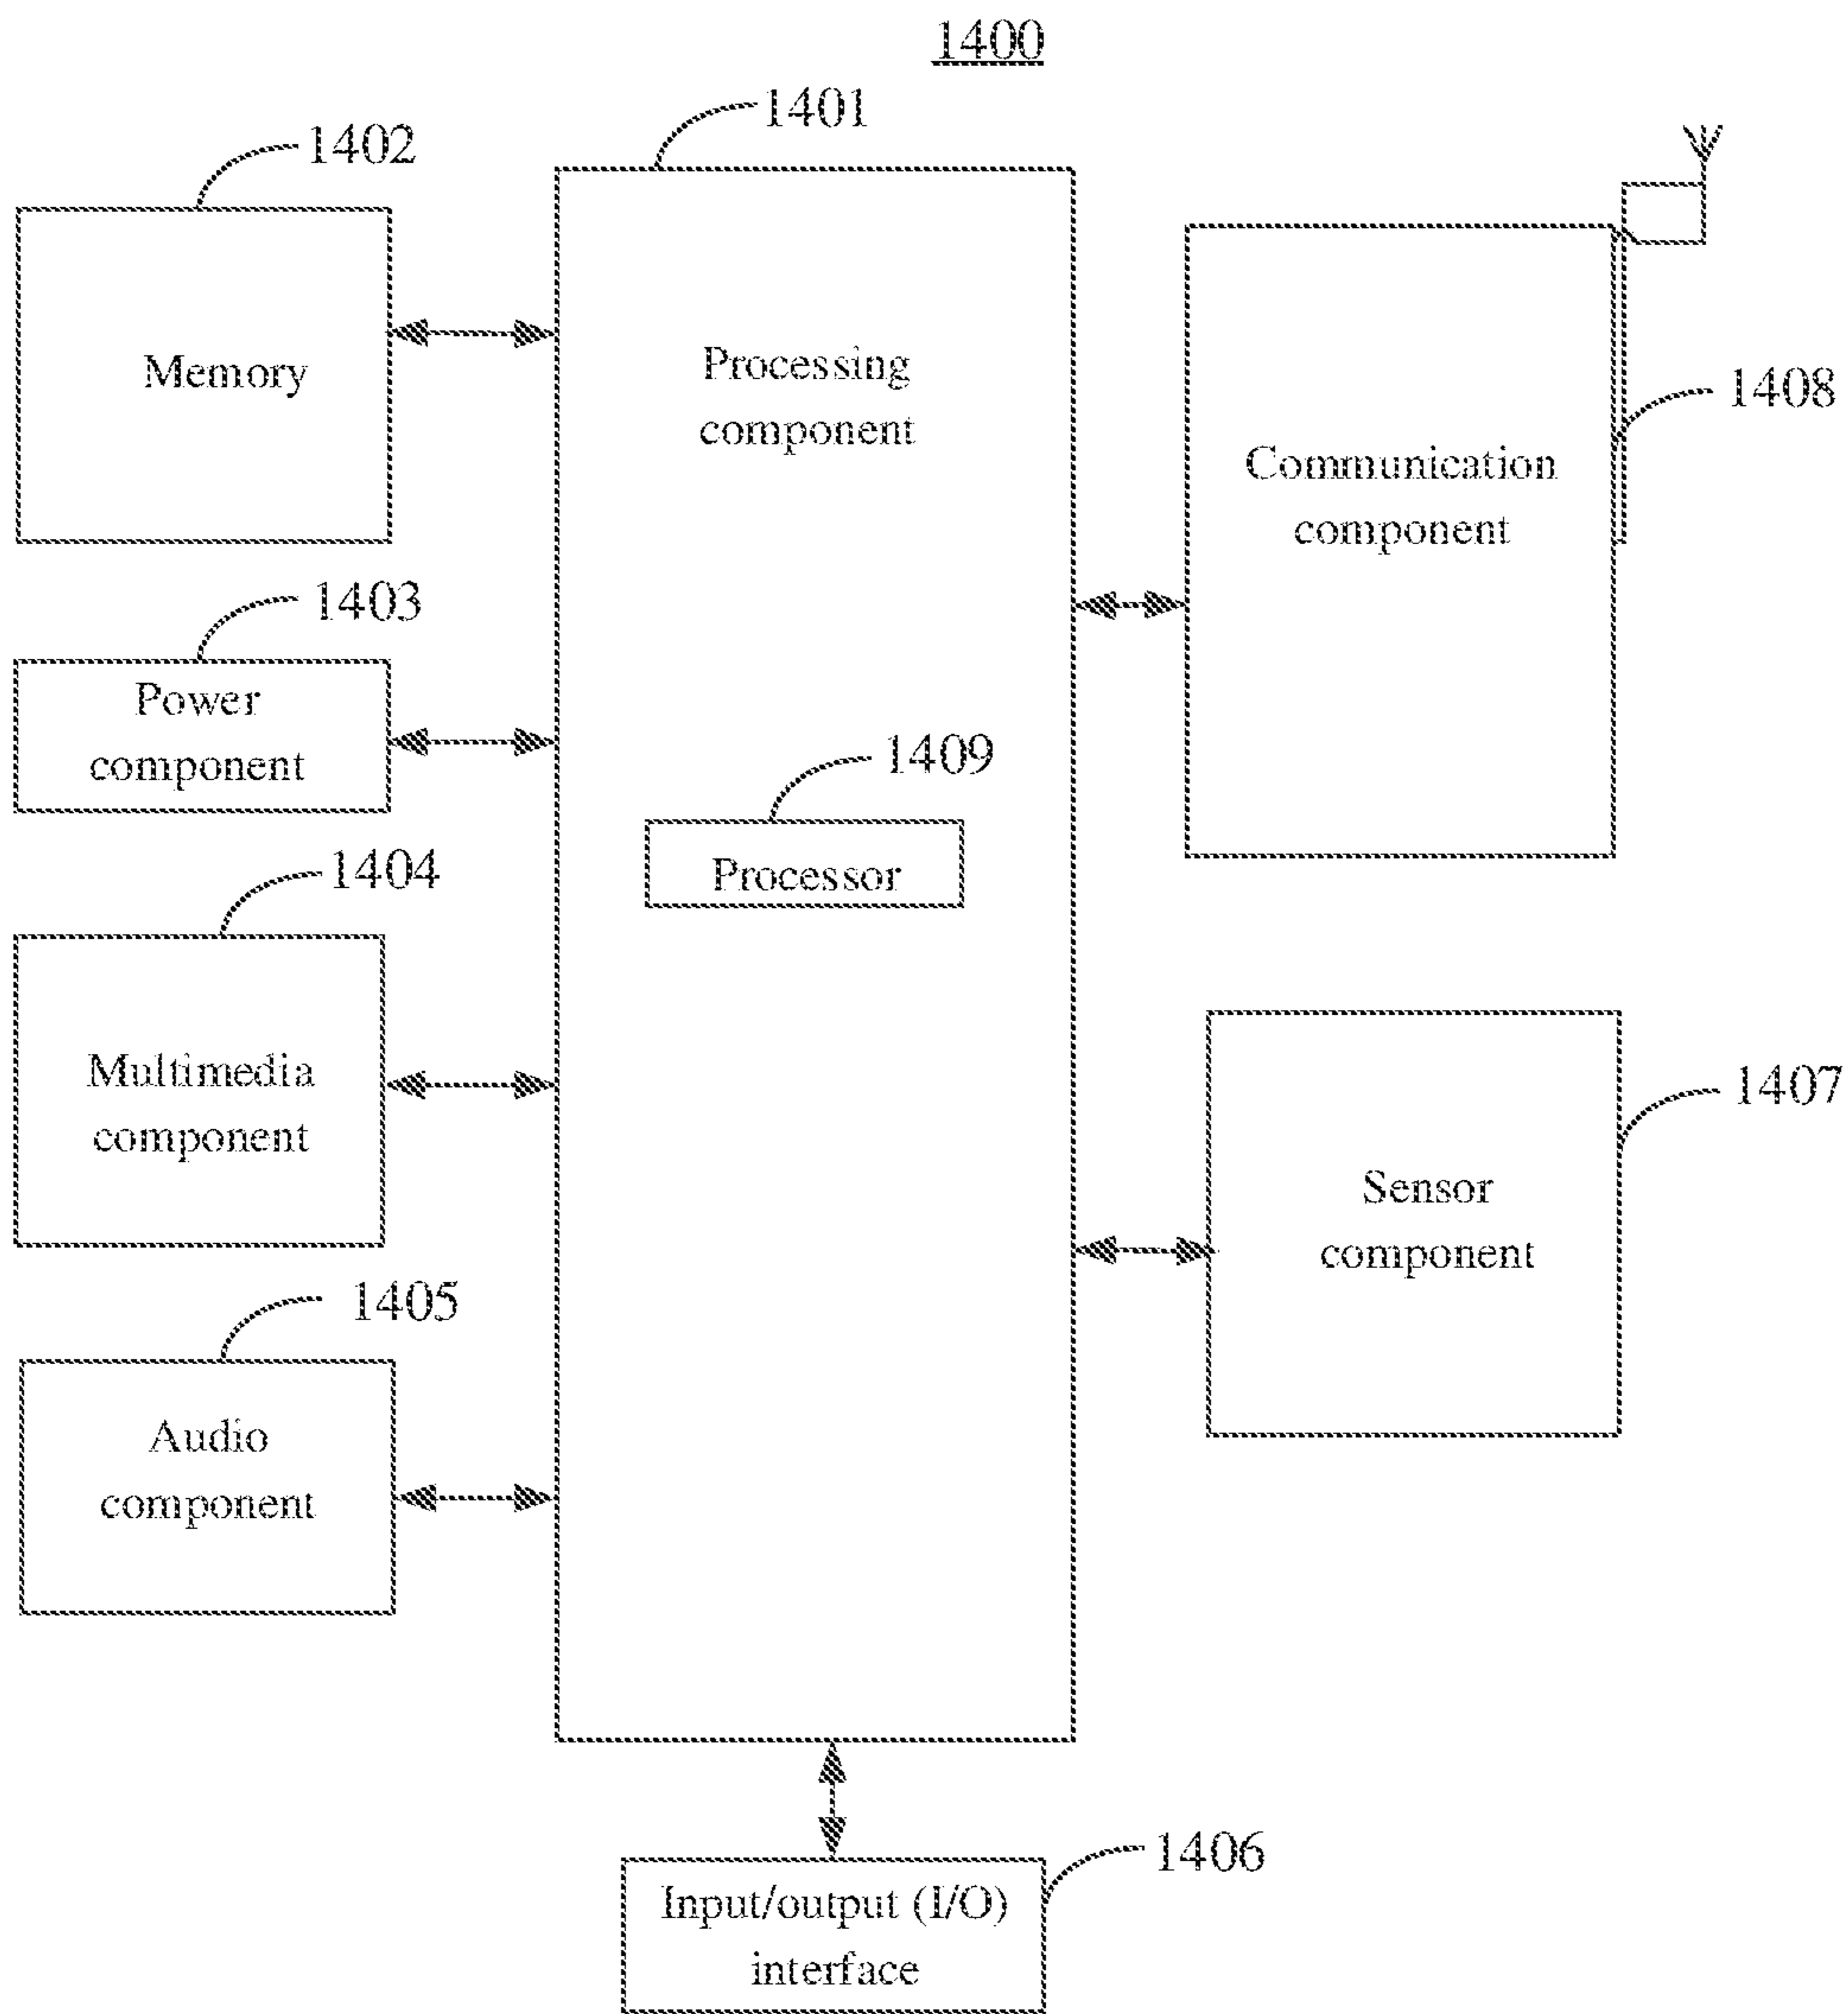 1400
1401
1402
Memory
Processing
component
1408
Communication
component
1403
Power
component
1409
Processor
1404
Multimedia
component
1407
Sensor
component
1405
Audio
component
1406
Input/output (I/O)
interface